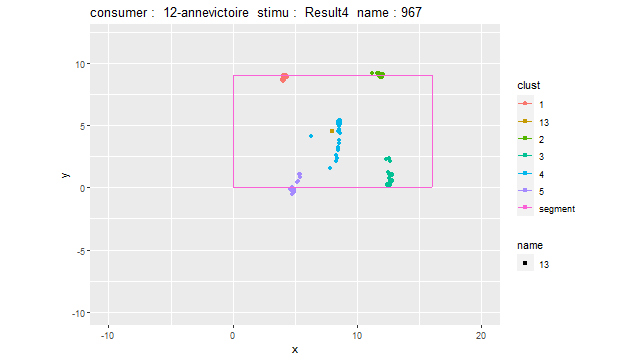 consumer : 12-annevictoire stimu : Result4 name : 967
10
5
0
-5
-10
y
-10
0
10
20
x
clust
1
13
2
3
4
5
segment
name
13